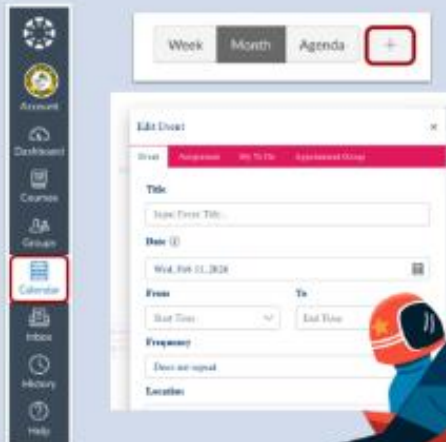 Account
Dashboard
Courses
Groups
Calendar
Inbox
History
Help
Week Month Agenda +
Edit Event ×
Event Assignment My To Do Appointment Group
Title
Input Event Title...
Date
Wed, Feb 11, 2026
From To
Start Time End Time
Frequency
Does not repeat
Location